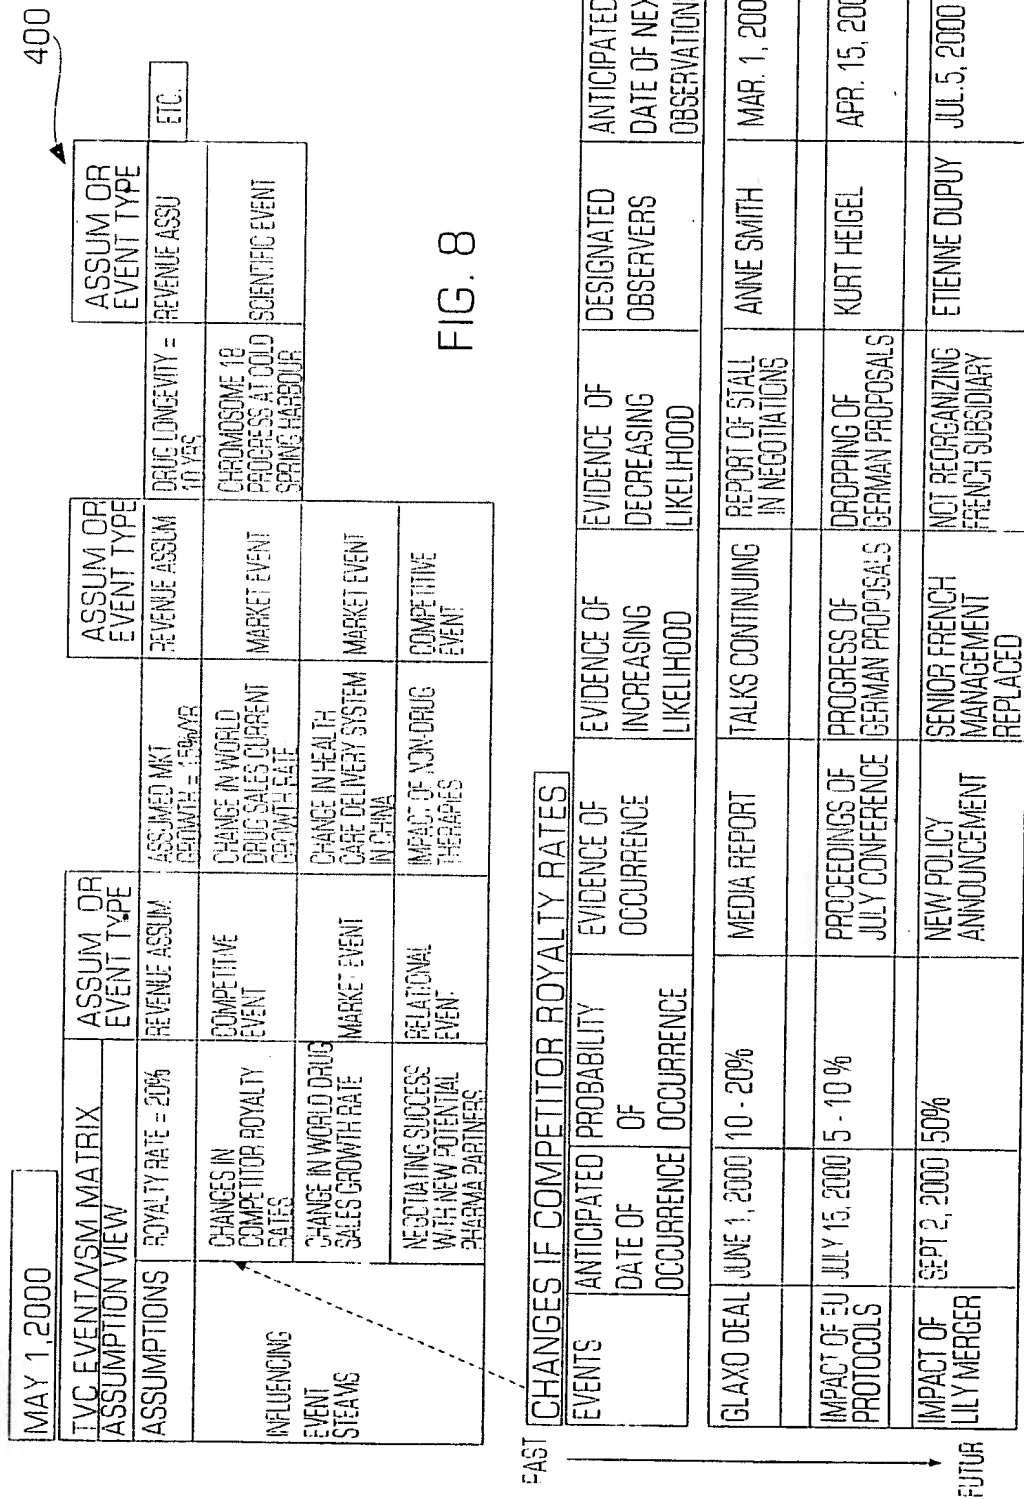 400
MAY 1,2000
TVC EVENT/VSM MATRIX
ASSUMPTION VIEW
ASSUM OR
EVENT TYPE
ASSUM OR
EVENT TYPE
ASSUM OR
EVENT TYPE
ASSUMPTIONS
ROYALTY RATE = 20%
REVENUE ASSUM.
ASSUMED MKT
GROWTH = 15%/YR
REVENUE ASSUM
DRUG LONGEVITY =
10 YRS
REVENUE ASSU
ETC.
INFLUENCING
EVENT
STEAMS
CHANGES IN
COMPETITOR ROYALTY
RATES
COMPETITIVE
EVENT
CHANGE IN WORLD
DRUG SALES CURRENT
GROWTH RATE
MARKET EVENT
CHROMOSOME 18
PROGRESS AT COLD
SPRING HARBOUR
SCIENTIFIC EVENT
CHANGE IN WORLD DRUG
SALES GROWTH RATE
MARKET EVENT
CHANGE IN HEALTH
CARE DELIVERY SYSTEM
IN CHINA
MARKET EVENT
NEGOTIATING SUCCESS
WITH NEW POTENTIAL
PHARMA PARTNERS
RELATIONAL
EVENT
IMPACT OF NON-DRUG
THERAPIES
COMPETITIVE
EVENT
FIG. 8
PAST
FUTUR
CHANGES IF COMPETITOR ROYALTY RATES
EVENTS
ANTICIPATED
DATE OF
OCCURRENCE
PROBABILITY
OF
OCCURRENCE
EVIDENCE OF
OCCURRENCE
EVIDENCE OF
INCREASING
LIKELIHOOD
EVIDENCE OF
DECREASING
LIKELIHOOD
DESIGNATED
OBSERVERS
ANTICIPATED
DATE OF NEX
OBSERVATION
GLAXO DEAL
JUNE 1, 2000
10 - 20%
MEDIA REPORT
TALKS CONTINUING
REPORT OF STALL
IN NEGOTIATIONS
ANNE SMITH
MAR. 1, 200
IMPACT OF EU
PROTOCOLS
JULY 15, 2000
5 - 10 %
PROCEEDINGS OF
JULY CONFERENCE
PROGRESS OF
GERMAN PROPOSALS
DROPPING OF
GERMAN PROPOSALS
KURT HEIGEL
APR. 15, 200
IMPACT OF
LILY MERGER
SEPT 2, 2000
50%
NEW POLICY
ANNOUNCEMENT
SENIOR FRENCH
MANAGEMENT
REPLACED
NOT REORGANIZING
FRENCH SUBSIDIARY
ETIENNE DUPUY
JUL.5, 2000